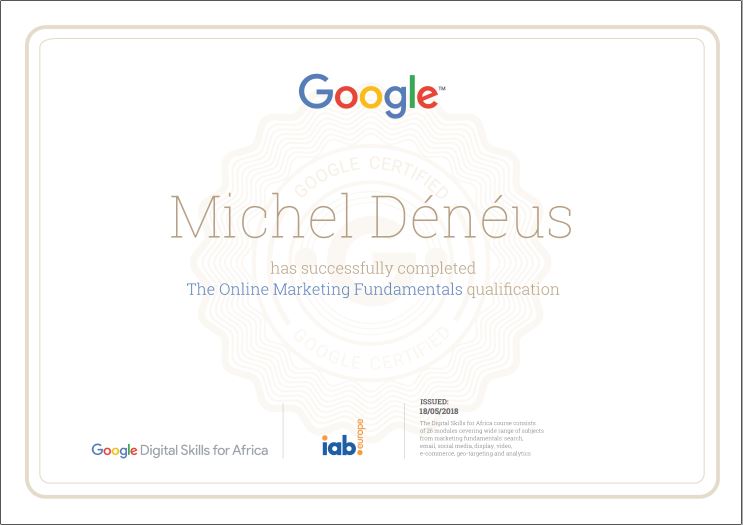 Google™
GOOGLE CERTIFIED
Michel Dénéus
has successfully completed
The Online Marketing Fundamentals qualification
GOOGLE CERTIFIED
Google Digital Skills for Africa
iab.europe
ISSUED:
18/05/2018
The Digital Skills for Africa course consists
of 26 modules covering wide range of subjects
from marketing fundamentals: search,
email, social media, display, video,
e-commerce, geo-targeting and analytics